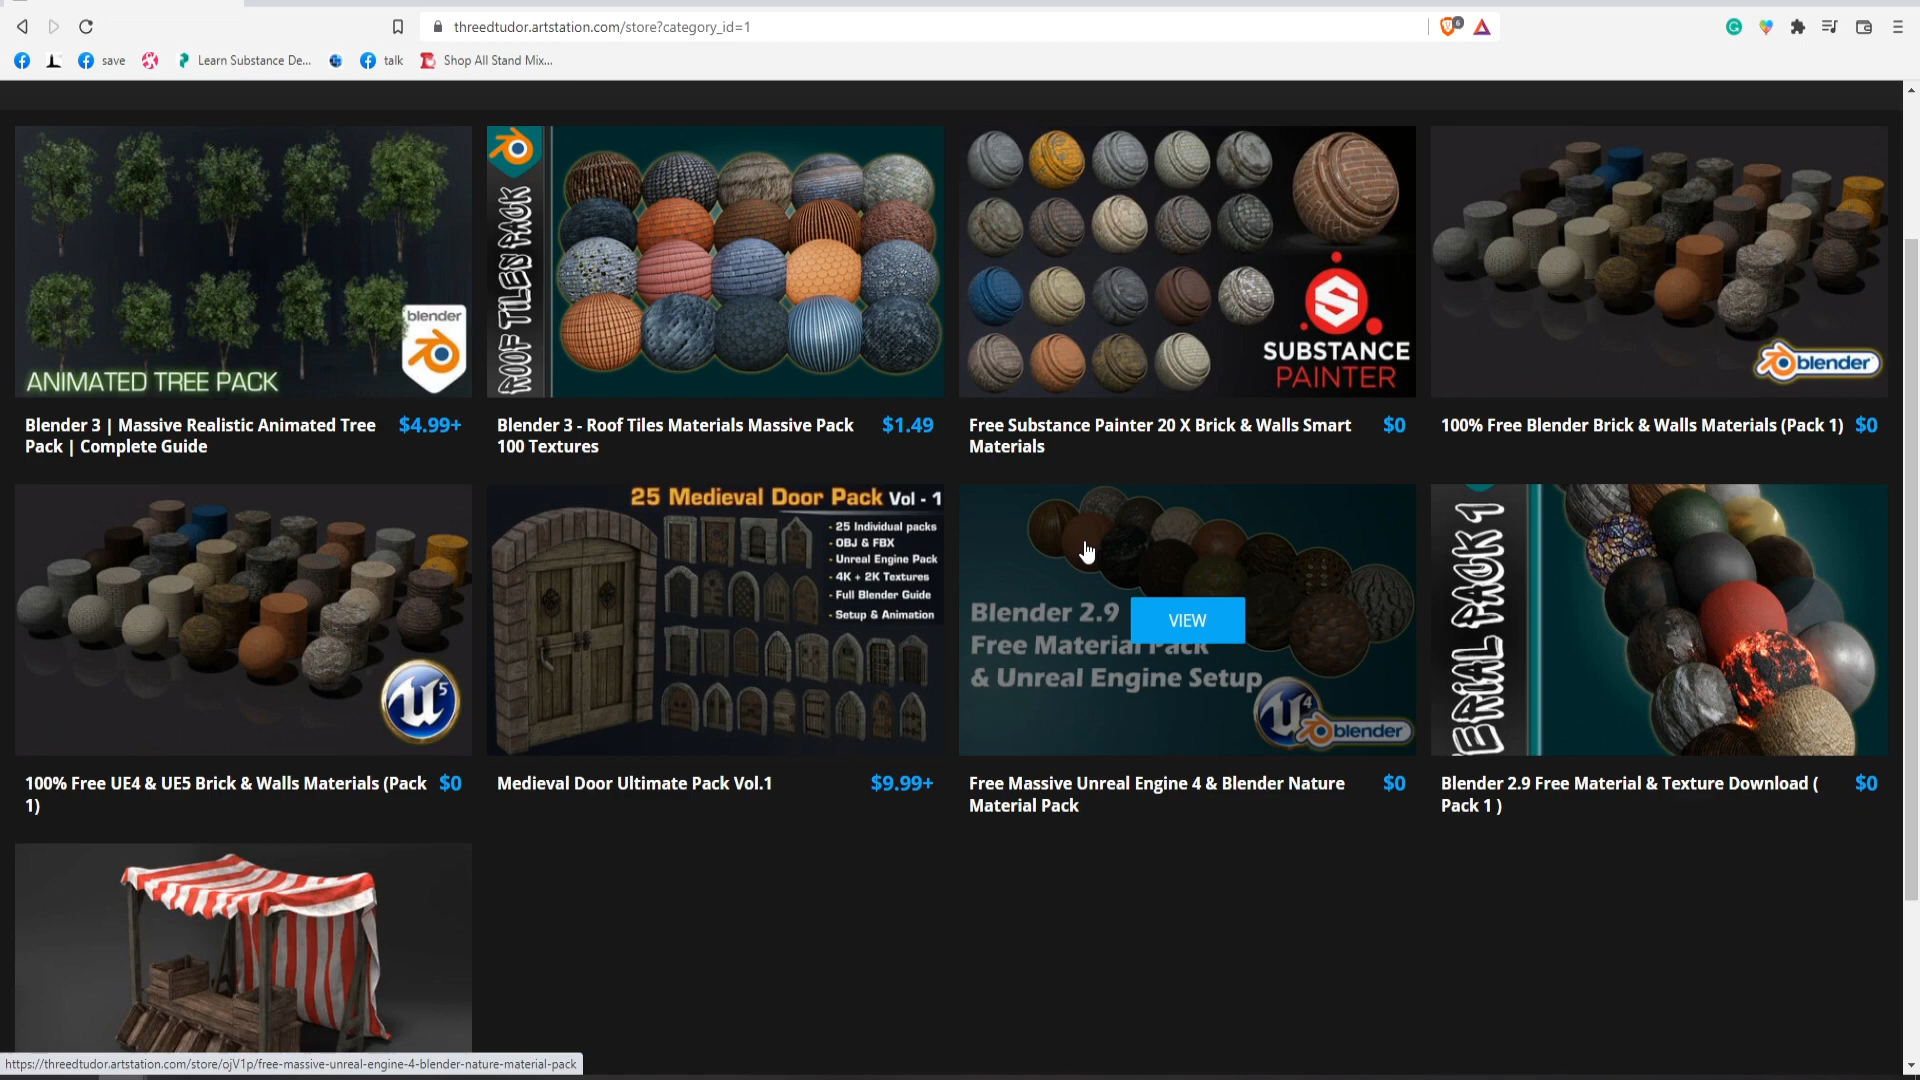 threedtudor.artstation.com/store?category_id=1
6
save
Learn Substance De...
talk
Shop All Stand Mix...
ANIMATED TREE PACK
blender
ROOF TILES PACK
SUBSTANCE
PAINTER
blender
Blender 3 | Massive Realistic Animated Tree
Pack | Complete Guide
$4.99+
Blender 3 - Roof Tiles Materials Massive Pack
100 Textures
$1.49
Free Substance Painter 20 X Brick & Walls Smart
Materials
$0
100% Free Blender Brick & Walls Materials (Pack 1)
$0
25 Medieval Door Pack Vol - 1
- 25 Individual packs
- OBJ & FBX
- Unreal Engine Pack
- 4K + 2K Textures
- Full Blender Guide
- Setup & Animation
Blender 2.9
Free Material Pack
& Unreal Engine Setup
VIEW
4
blender
ERIAL PACK 1
5
100% Free UE4 & UE5 Brick & Walls Materials (Pack
1)
$0
Medieval Door Ultimate Pack Vol.1
$9.99+
Free Massive Unreal Engine 4 & Blender Nature
Material Pack
$0
Blender 2.9 Free Material & Texture Download (
Pack 1 )
$0
https://threedtudor.artstation.com/store/ojV1p/free-massive-unreal-engine-4-blender-nature-material-pack